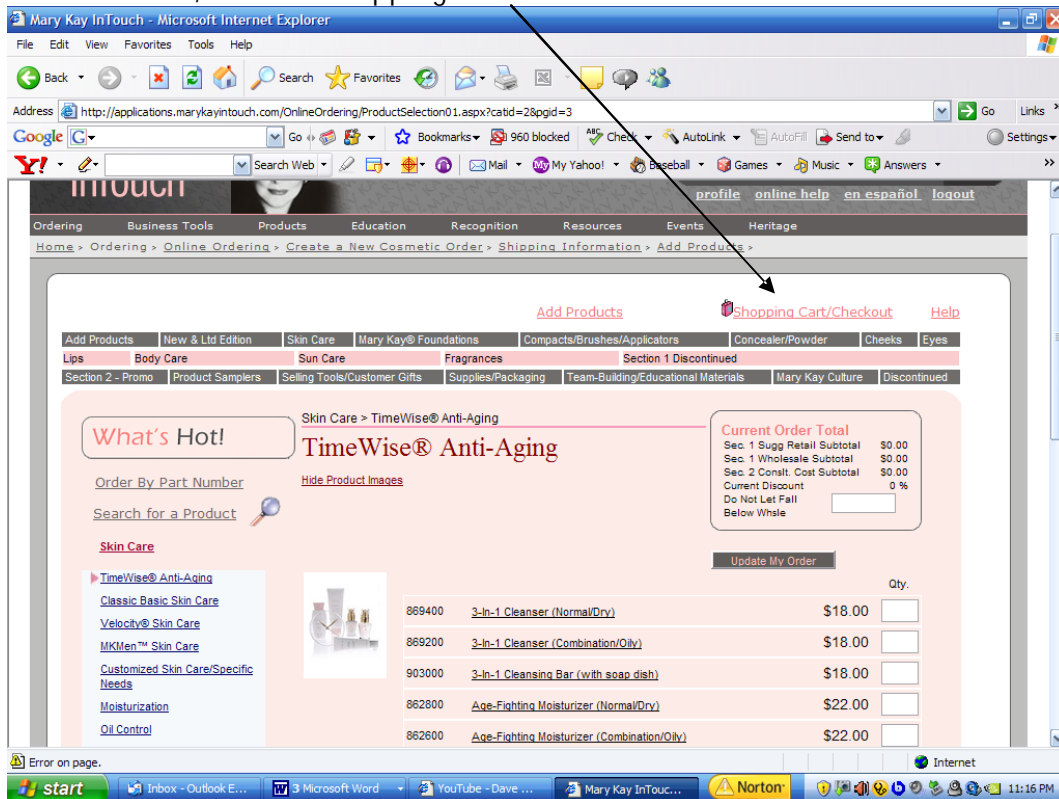 Mary Kay InTouch - Microsoft Internet Explorer
File Edit View Favorites Tools Help
Back Search Favorites
Address http://applications.marykayintouch.com/OnlineOrdering/ProductSelection01.aspx?catid=2&pgid=3 Go Links
Google G Go Bookmarks 960 blocked Check AutoLink AutoFill Send to Settings
Y! Search Web Mail My Yahoo! Baseball Games Music Answers
InTouch
profile online help en español logout
Ordering Business Tools Products Education Recognition Resources Events Heritage
Home > Ordering > Online Ordering > Create a New Cosmetic Order > Shipping Information > Add Products >
Add Products Shopping Cart/Checkout Help
Add Products New & Ltd Edition Skin Care Mary Kay® Foundations Compacts/Brushes/Applicators Concealer/Powder Cheeks Eyes
Lips Body Care Sun Care Fragrances Section 1 Discontinued
Section 2 - Promo Product Samplers Selling Tools/Customer Gifts Supplies/Packaging Team-Building/Educational Materials Mary Kay Culture Discontinued
What's Hot!
Order By Part Number
Search for a Product
Skin Care
TimeWise® Anti-Aging
Classic Basic Skin Care
Velocity® Skin Care
MKMen™ Skin Care
Customized Skin Care/Specific
Needs
Moisturization
Oil Control
Skin Care > TimeWise® Anti-Aging
TimeWise® Anti-Aging
Hide Product Images
Current Order Total
Sec. 1 Sugg Retail Subtotal $0.00
Sec. 1 Wholesale Subtotal $0.00
Sec. 2 Conslt. Cost Subtotal $0.00
Current Discount 0 %
Do Not Let Fall
Below Whsle
Update My Order
Qty.
869400 3-In-1 Cleanser (Normal/Dry) $18.00
869200 3-In-1 Cleanser (Combination/Oily) $18.00
903000 3-In-1 Cleansing Bar (with soap dish) $18.00
862800 Age-Fighting Moisturizer (Normal/Dry) $22.00
862600 Age-Fighting Moisturizer (Combination/Oily) $22.00
Error on page. Internet
start Inbox - Outlook E... 3 Microsoft Word YouTube - Dave ... Mary Kay InTouc... Norton 11:16 PM